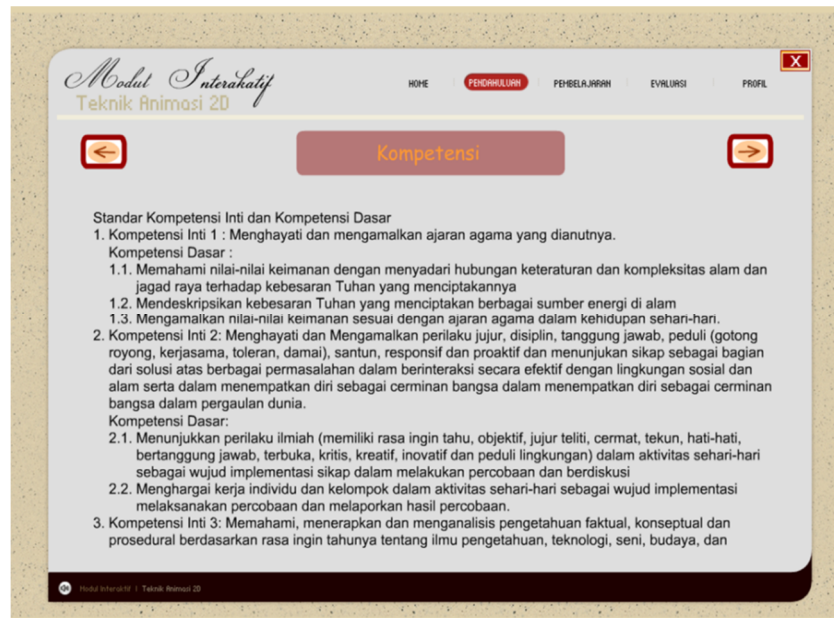 Modul Interakatif
Teknik Animasi 2D
HOME
PENDAHULUAN
PEMBELAJARAN
EVALUASI
PROFIL
X
Kompetensi
Standar Kompetensi Inti dan Kompetensi Dasar
1. Kompetensi Inti 1 : Menghayati dan mengamalkan ajaran agama yang dianutnya.
Kompetensi Dasar :
1.1. Memahami nilai-nilai keimanan dengan menyadari hubungan keteraturan dan kompleksitas alam dan
jagad raya terhadap kebesaran Tuhan yang menciptakannya
1.2. Mendeskripsikan kebesaran Tuhan yang menciptakan berbagai sumber energi di alam
1.3. Mengamalkan nilai-nilai keimanan sesuai dengan ajaran agama dalam kehidupan sehari-hari.
2. Kompetensi Inti 2: Menghayati dan Mengamalkan perilaku jujur, disiplin, tanggung jawab, peduli (gotong
royong, kerjasama, toleran, damai), santun, responsif dan proaktif dan menunjukan sikap sebagai bagian
dari solusi atas berbagai permasalahan dalam berinteraksi secara efektif dengan lingkungan sosial dan
alam serta dalam menempatkan diri sebagai cerminan bangsa dalam menempatkan diri sebagai cerminan
bangsa dalam pergaulan dunia.
Kompetensi Dasar:
2.1. Menunjukkan perilaku ilmiah (memiliki rasa ingin tahu, objektif, jujur teliti, cermat, tekun, hati-hati,
bertanggung jawab, terbuka, kritis, kreatif, inovatif dan peduli lingkungan) dalam aktivitas sehari-hari
sebagai wujud implementasi sikap dalam melakukan percobaan dan berdiskusi
2.2. Menghargai kerja individu dan kelompok dalam aktivitas sehari-hari sebagai wujud implementasi
melaksanakan percobaan dan melaporkan hasil percobaan.
3. Kompetensi Inti 3: Memahami, menerapkan dan menganalisis pengetahuan faktual, konseptual dan
prosedural berdasarkan rasa ingin tahunya tentang ilmu pengetahuan, teknologi, seni, budaya, dan
Modul Interaktif | Teknik Animasi 2D